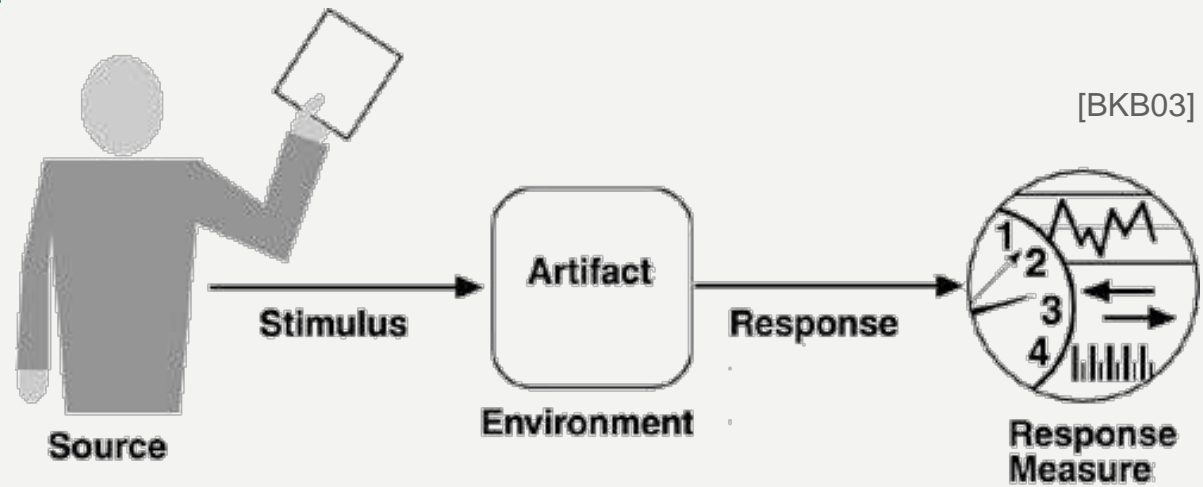 [BKB03]
1
2
3
4
Artifact
Stimulus
Response
Environment
Source
Response
Measure